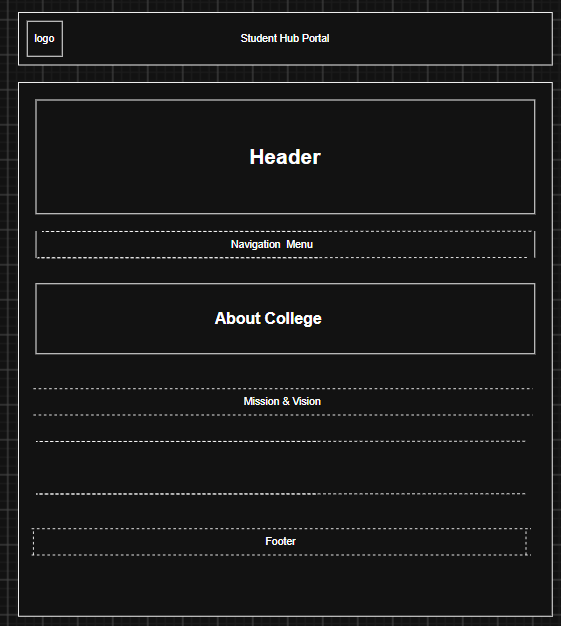 logo
Student Hub Portal
Header
Navigation Menu
About College
Mission & Vision
Footer